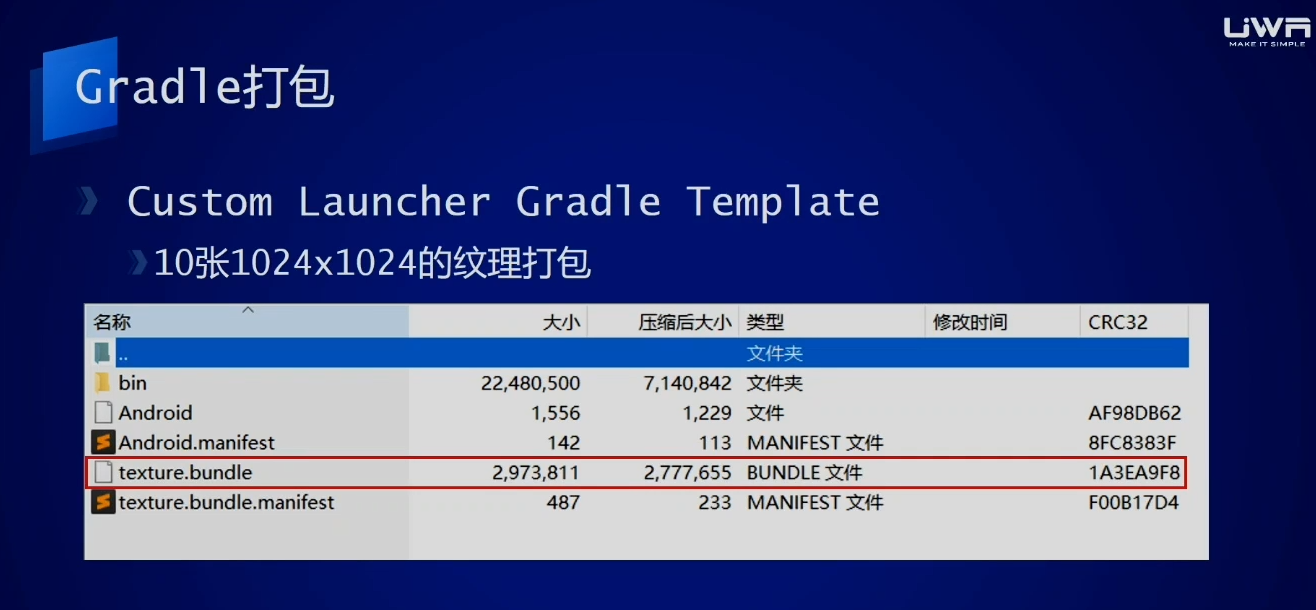 UWA
MAKE IT SIMPLE
Gradle打包
Custom Launcher Gradle Template
10张1024x1024的纹理打包
名称 大小 压缩后大小 类型 修改时间 CRC32
.. 文件夹
bin 22,480,500 7,140,842 文件夹
Android 1,556 1,229 文件 AF98DB62
Android.manifest 142 113 MANIFEST 文件 8FC8383F
texture.bundle 2,973,811 2,777,655 BUNDLE 文件 1A3EA9F8
texture.bundle.manifest 487 233 MANIFEST 文件 F00B17D4